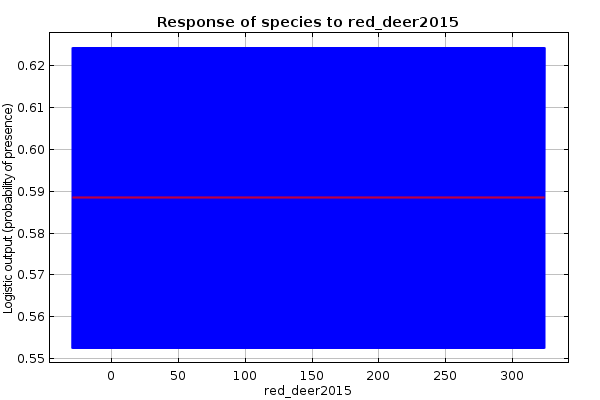 Response of species to red_deer2015
Logistic output (probability of presence)
0.62
0.61
0.60
0.59
0.58
0.57
0.56
0.55
0 50 100 150 200 250 300
red_deer2015